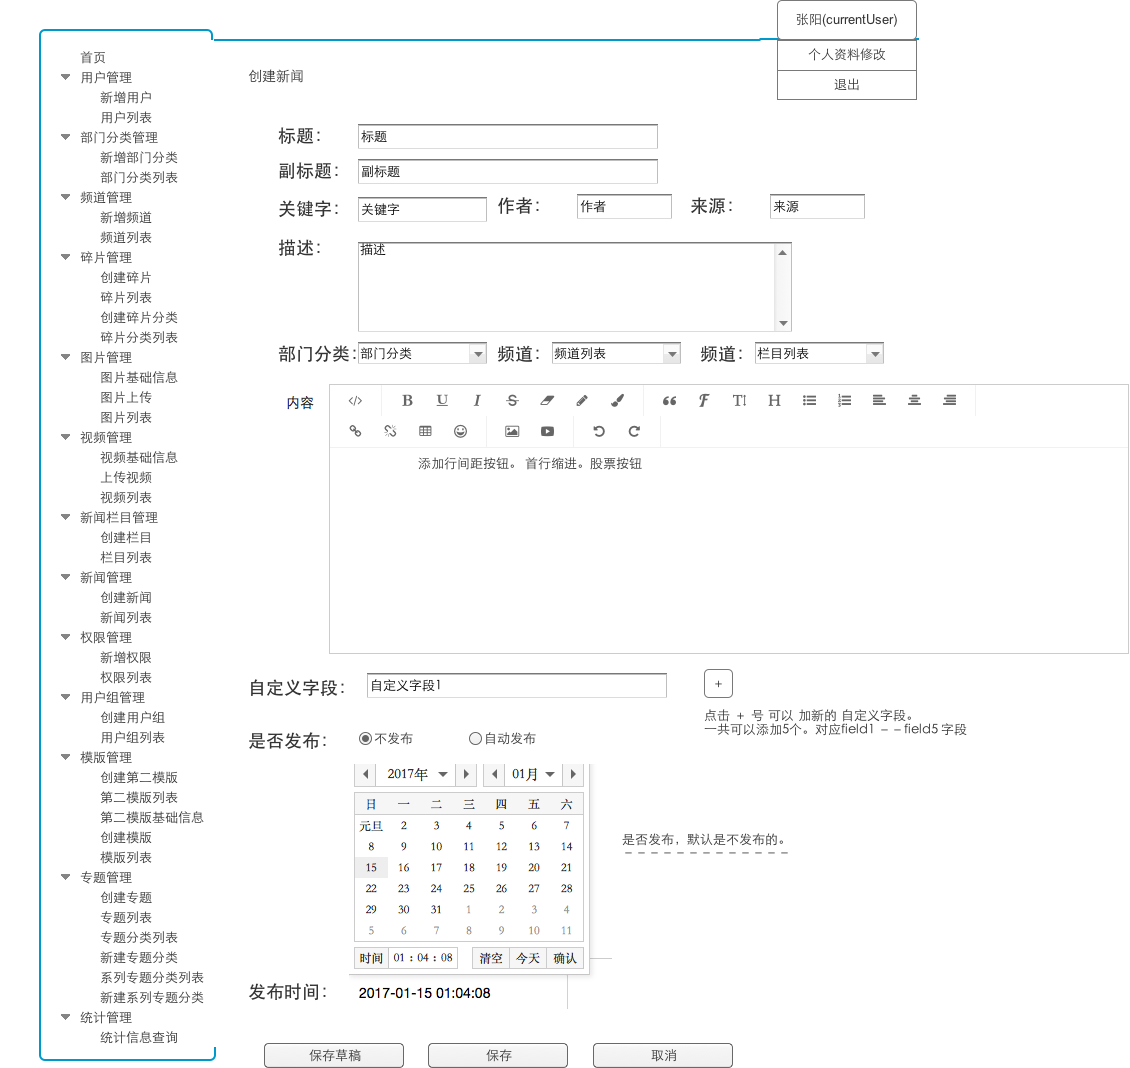 张阳(currentUser)
个人资料修改
退出
首页
用户管理
新增用户
用户列表
部门分类管理
新增部门分类
部门分类列表
频道管理
新增频道
频道列表
碎片管理
创建碎片
碎片列表
创建碎片分类
碎片分类列表
图片管理
图片基础信息
图片上传
图片列表
视频管理
视频基础信息
上传视频
视频列表
新闻栏目管理
创建栏目
栏目列表
新闻管理
创建新闻
新闻列表
权限管理
新增权限
权限列表
用户组管理
创建用户组
用户组列表
模版管理
创建第二模版
第二模版列表
第二模版基础信息
创建模版
模版列表
专题管理
创建专题
专题列表
专题分类列表
新建专题分类
系列专题分类列表
新建系列专题分类
统计管理
统计信息查询
创建新闻
标题： 标题
副标题： 副标题
关键字： 关键字 作者： 作者 来源： 来源
描述： 描述
部门分类: 部门分类 频道： 频道列表 频道： 栏目列表
内容
添加行间距按钮。 首行缩进。股票按钮
自定义字段： 自定义字段1 +
点击 + 号 可以 加新的 自定义字段。
一共可以添加5个。对应field1 －－field5 字段
是否发布： 不发布 自动发布
2017年 01月
日 一 二 三 四 五 六
元旦 2 3 4 5 6 7
8 9 10 11 12 13 14
15 16 17 18 19 20 21
22 23 24 25 26 27 28
29 30 31 1 2 3 4
5 6 7 8 9 10 11
时间 01 : 04 : 08 清空 今天 确认
是否发布，默认是不发布的。
发布时间： 2017-01-15 01:04:08
保存草稿 保存 取消